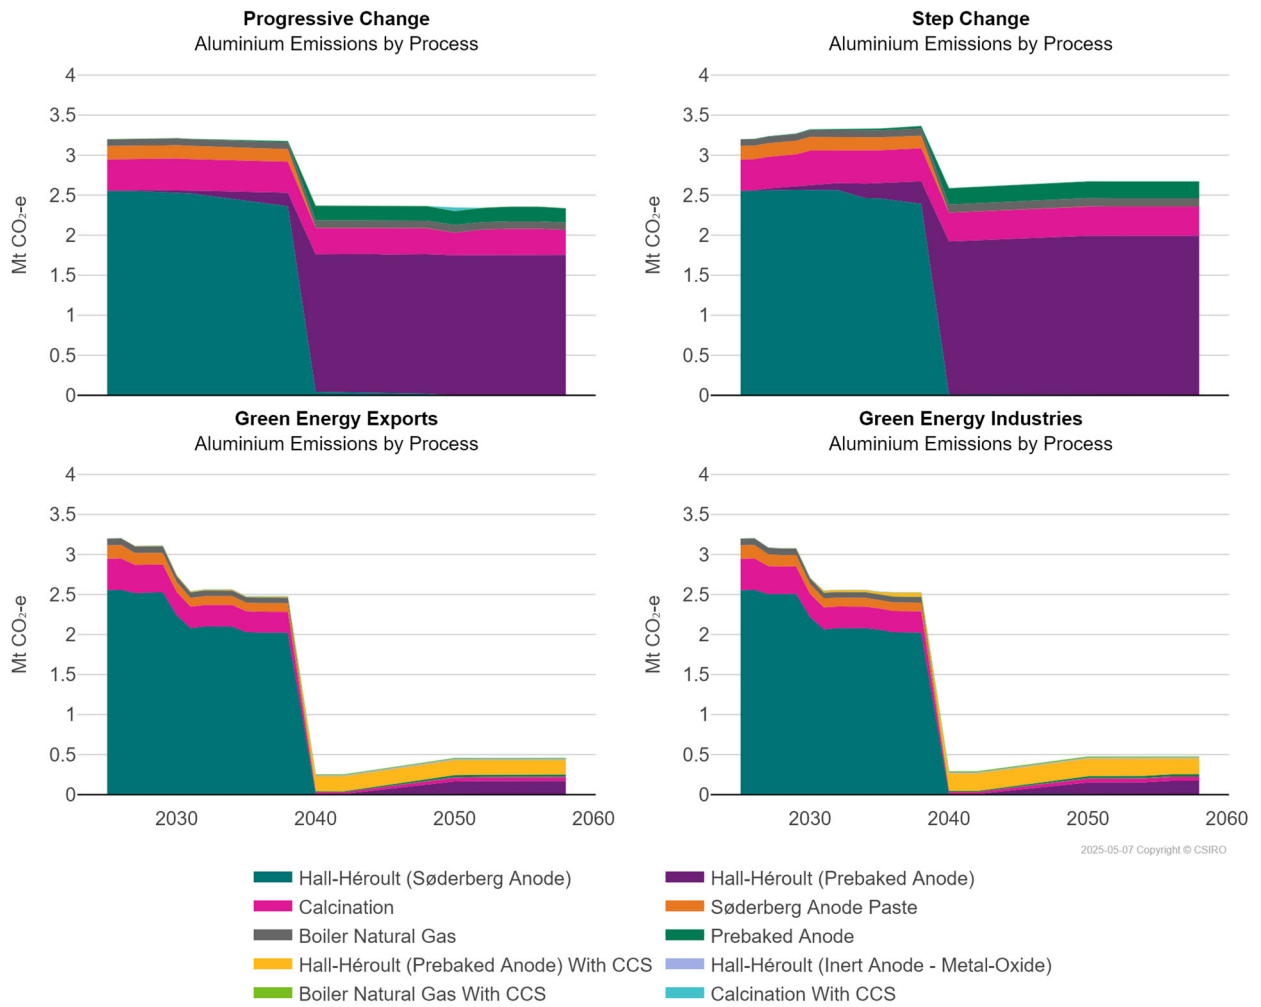 Progressive Change
Aluminium Emissions by Process
4
3.5
3
2.5
2
1.5
1
0.5
0
Mt CO₂-e
Step Change
Aluminium Emissions by Process
4
3.5
3
2.5
2
1.5
1
0.5
0
Mt CO₂-e
Green Energy Exports
Aluminium Emissions by Process
4
3.5
3
2.5
2
1.5
1
0.5
0
Mt CO₂-e
2030 2040 2050 2060
Green Energy Industries
Aluminium Emissions by Process
4
3.5
3
2.5
2
1.5
1
0.5
0
Mt CO₂-e
2030 2040 2050 2060
2025-05-07 Copyright © CSIRO
Hall-Héroult (Søderberg Anode)
Hall-Héroult (Prebaked Anode)
Calcination
Søderberg Anode Paste
Boiler Natural Gas
Prebaked Anode
Hall-Héroult (Prebaked Anode) With CCS
Hall-Héroult (Inert Anode - Metal-Oxide)
Boiler Natural Gas With CCS
Calcination With CCS